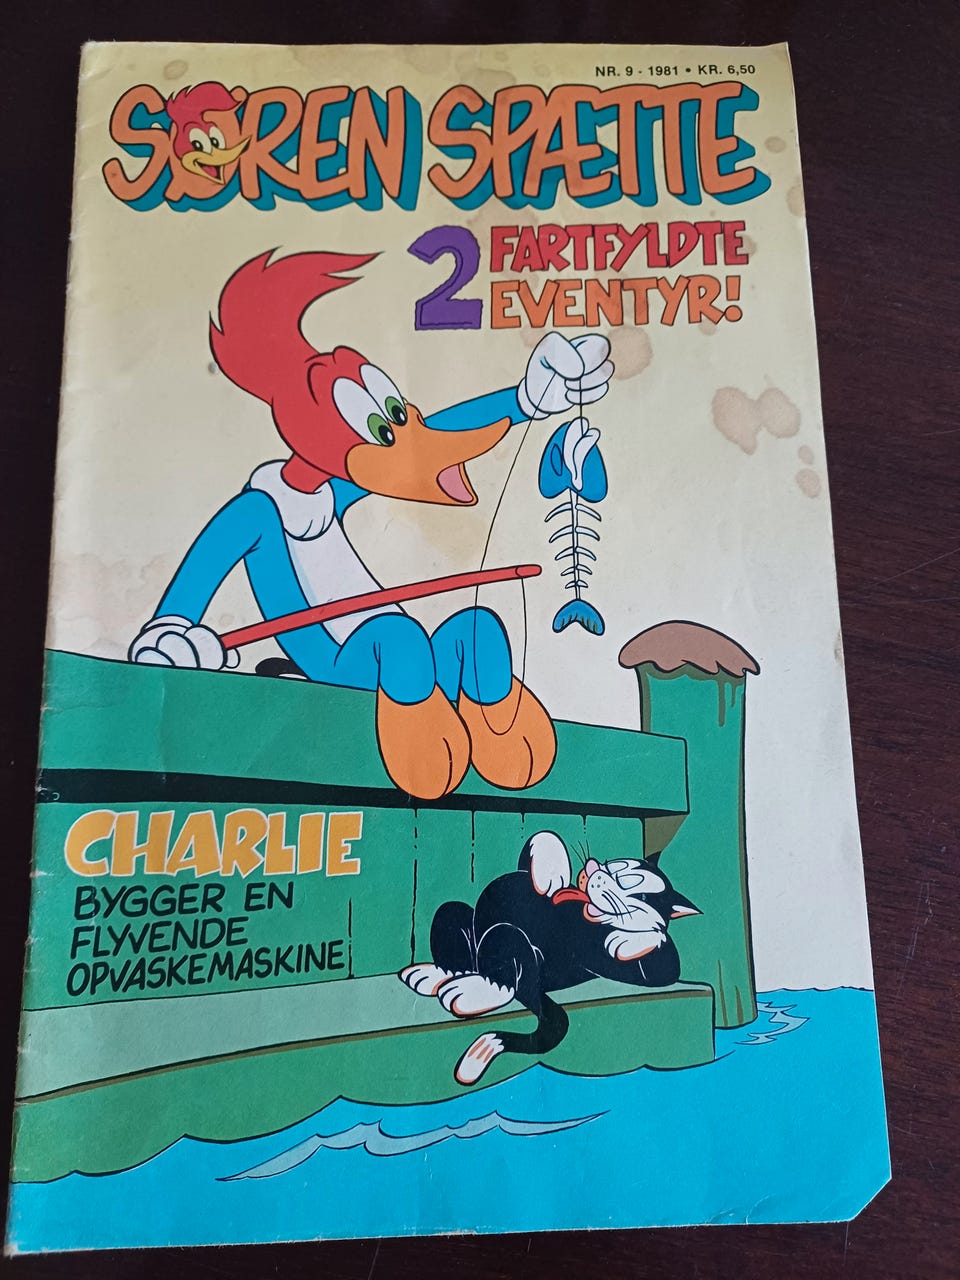 NR. 9 - 1981 • KR. 6,50
SØREN SPÆTTE
2 FARTFYLDTE
EVENTYR!
CHARLIE
BYGGER EN
FLYVENDE
OPVASKEMASKINE